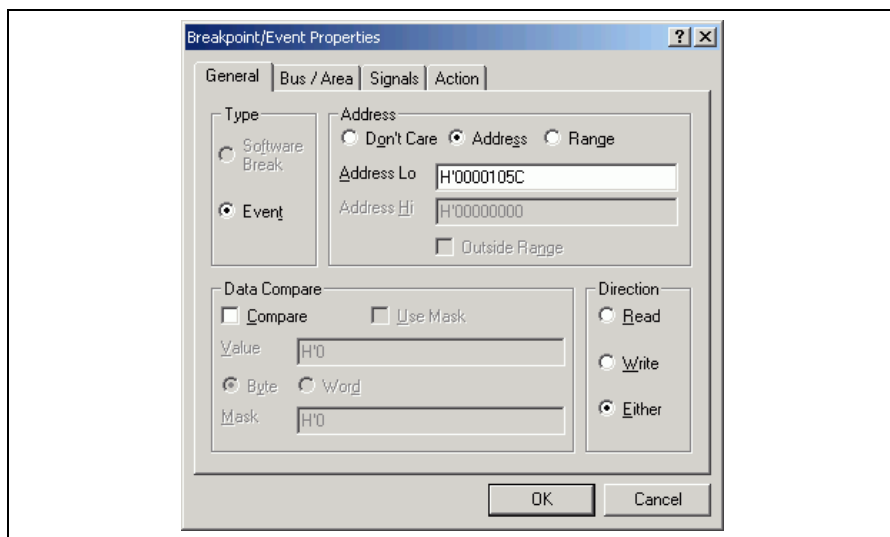 Breakpoint/Event Properties
General Bus / Area Signals Action
Type
Software
Break
Event
Address
Don't Care Address Range
Address Lo H'0000105C
Address Hi H'00000000
Outside Range
Data Compare
Compare Use Mask
Value H'0
Byte Word
Mask H'0
Direction
Read
Write
Either
OK Cancel